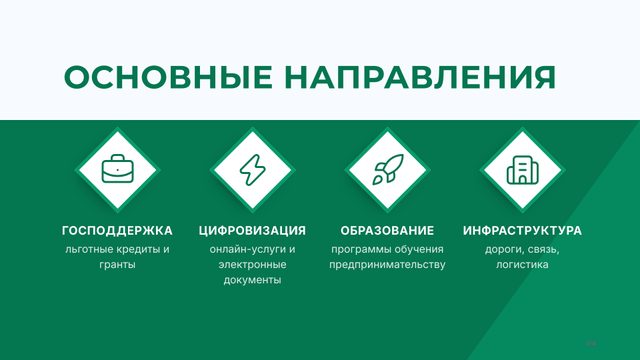 ОСНОВНЫЕ НАПРАВЛЕНИЯ
ГОСПОДДЕРЖКА
льготные кредиты и
гранты
ЦИФРОВИЗАЦИЯ
онлайн-услуги и
электронные
документы
ОБРАЗОВАНИЕ
программы обучения
предпринимательству
ИНФРАСТРУКТУРА
дороги, связь,
логистика